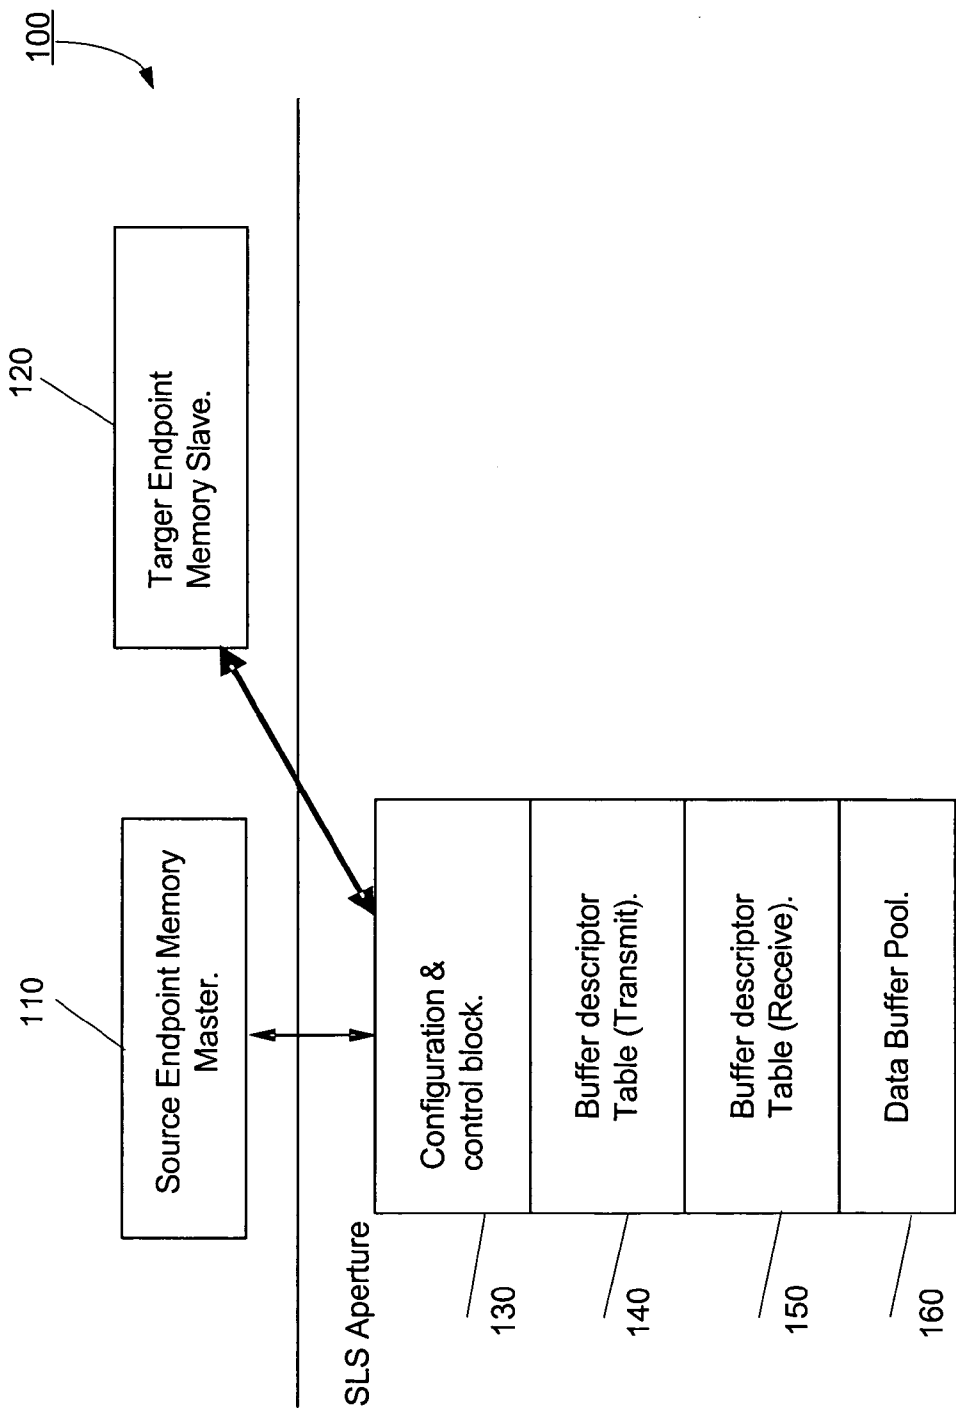 100
110
120
Source Endpoint Memory
Master.
Targer Endpoint
Memory Slave.
SLS Aperture
130
Configuration &
control block.
140
Buffer descriptor
Table (Transmit).
150
Buffer descriptor
Table (Receive).
160
Data Buffer Pool.